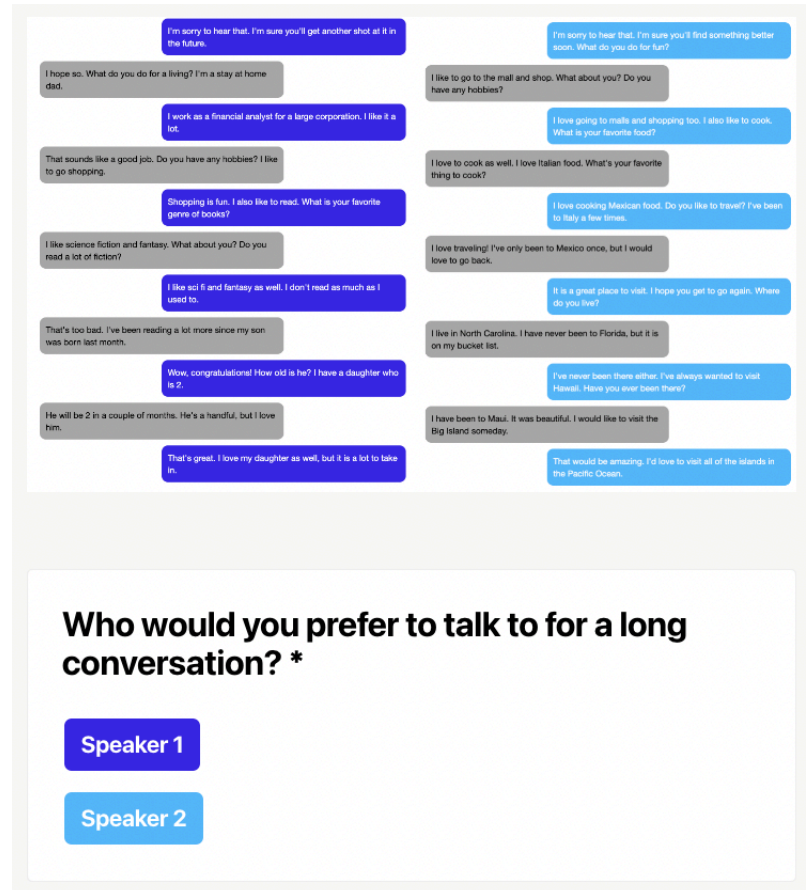 I'm sorry to hear that. I'm sure you'll get another shot at it in
the future.
I hope so. What do you do for a living? I'm a stay at home
dad.
I work as a financial analyst for a large corporation. I like it a
lot.
That sounds like a good job. Do you have any hobbies? I like
to go shopping.
Shopping is fun. I also like to read. What is your favorite
genre of books?
I like science fiction and fantasy. What about you? Do you
read a lot of fiction?
I like sci fi and fantasy as well. I don't read as much as I
used to.
That's too bad. I've been reading a lot more since my son
was born last month.
Wow, congratulations! How old is he? I have a daughter who
is 2.
He will be 2 in a couple of months. He's a handful, but I love
him.
That's great. I love my daughter as well, but it is a lot to take
in.
I'm sorry to hear that. I'm sure you'll find something better
soon. What do you do for fun?
I like to go to the mall and shop. What about you? Do you
have any hobbies?
I love going to malls and shopping too. I also like to cook.
What is your favorite food?
I love to cook as well. I love Italian food. What's your favorite
thing to cook?
I love cooking Mexican food. Do you like to travel? I've been
to Italy a few times.
I love traveling! I've only been to Mexico once, but I would
love to go back.
It is a great place to visit. I hope you get to go again. Where
do you live?
I live in North Carolina. I have never been to Florida, but it is
on my bucket list.
I've never been there either. I've always wanted to visit
Hawaii. Have you ever been there?
I have been to Maui. It was beautiful. I would like to visit the
Big Island someday.
That would be amazing. I'd love to visit all of the islands in
the Pacific Ocean.
Who would you prefer to talk to for a long
conversation? *
Speaker 1
Speaker 2